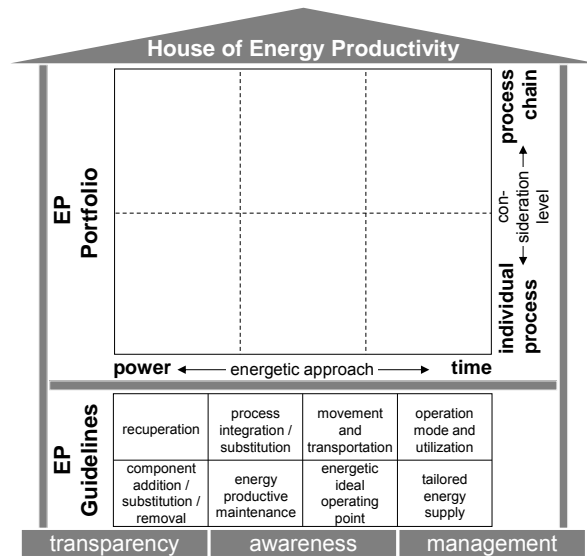 House of Energy Productivity
EP
Portfolio
process
chain
con-
sideration
level
individual
process
power
energetic approach
time
EP
Guidelines
recuperation
process
integration /
substitution
movement
and
transportation
operation
mode and
utilization
component
addition /
substitution /
removal
energy
productive
maintenance
energetic
ideal
operating
point
tailored
energy
supply
transparency
awareness
management